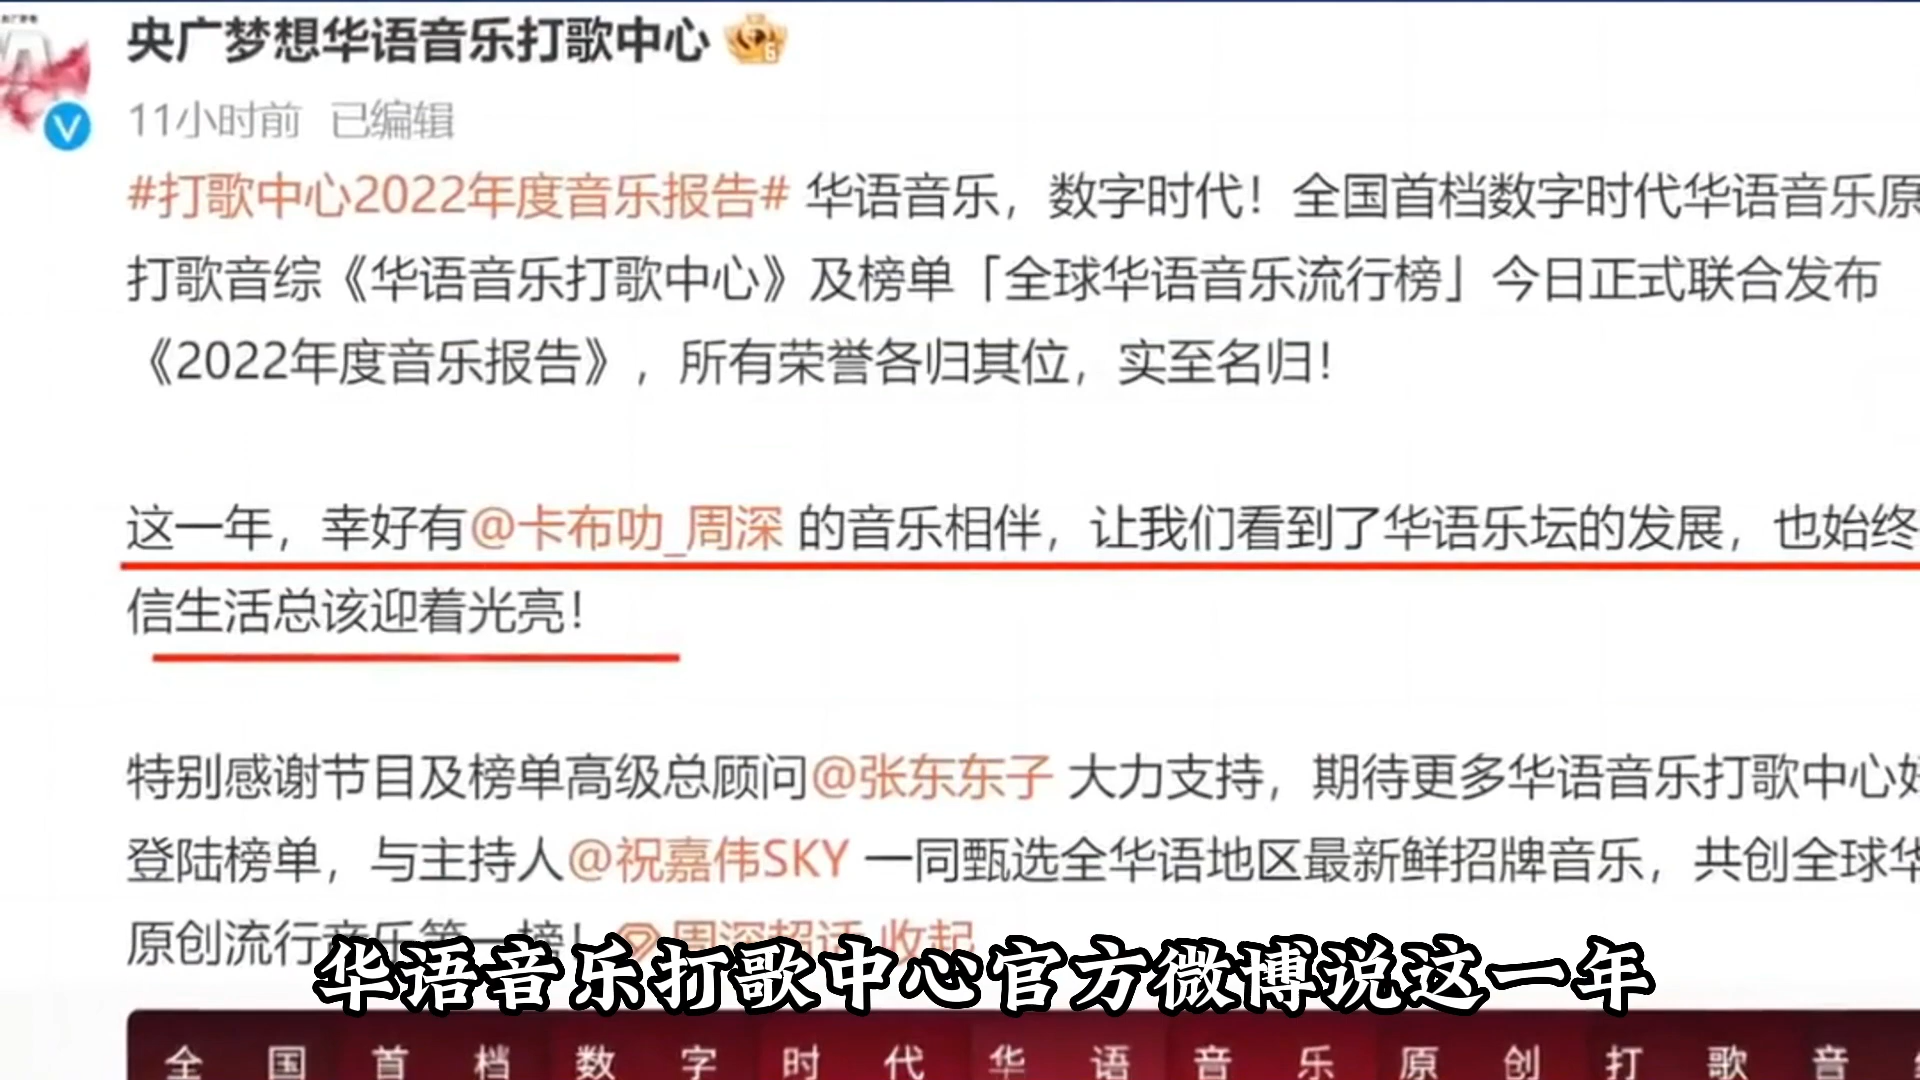 央广梦想华语音乐打歌中心
11小时前 已编辑
#打歌中心2022年度音乐报告# 华语音乐，数字时代！全国首档数字时代华语音乐原
打歌音综《华语音乐打歌中心》及榜单「全球华语音乐流行榜」今日正式联合发布
《2022年度音乐报告》，所有荣誉各归其位，实至名归！
这一年，幸好有@卡布叻_周深 的音乐相伴，让我们看到了华语乐坛的发展，也始终
信生活总该迎着光亮！
特别感谢节目及榜单高级总顾问@张东东子 大力支持，期待更多华语音乐打歌中心
登陆榜单，与主持人@祝嘉伟SKY 一同甄选全华语地区最新鲜招牌音乐，共创全球华
原创流行音乐第一榜！ 周深超话 收起
华语音乐打歌中心官方微博说这一年
全国首档数字时代华语音乐原创打歌音